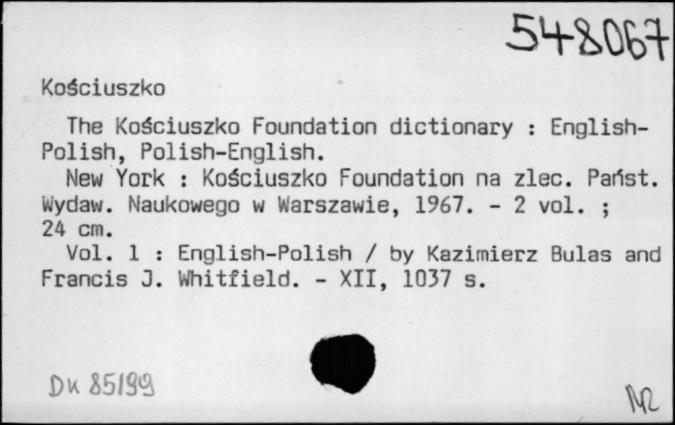 548067
Kościuszko
The Kościuszko Foundation dictionary : English-
Polish, Polish-English.
New York : Kościuszko Foundation na zlec. Państ.
Wydaw. Naukowego w Warszawie, 1967. - 2 vol. ;
24 cm.
Vol. 1 : English-Polish / by Kazimierz Bulas and
Francis J. Whitfield. - XII, 1037 s.
DK 85/99